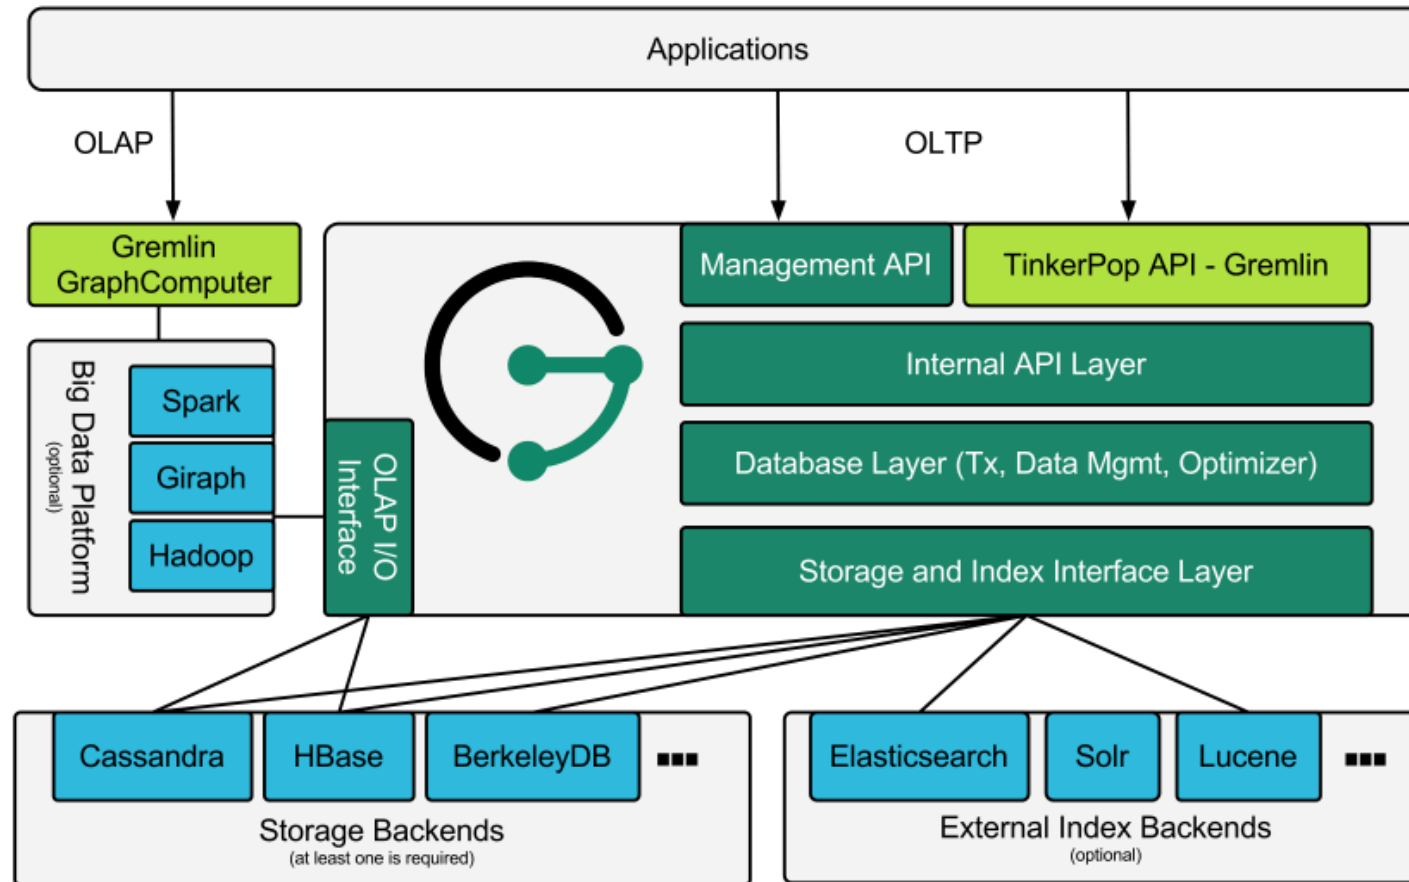 Applications
OLAP
OLTP
Gremlin
GraphComputer
Management API
TinkerPop API - Gremlin
Internal API Layer
Big Data Platform
(optional)
Spark
Giraph
Hadoop
OLAP I/O
Interface
Database Layer (Tx, Data Mgmt, Optimizer)
Storage and Index Interface Layer
Cassandra
HBase
BerkeleyDB
Storage Backends
(at least one is required)
Elasticsearch
Solr
Lucene
External Index Backends
(optional)